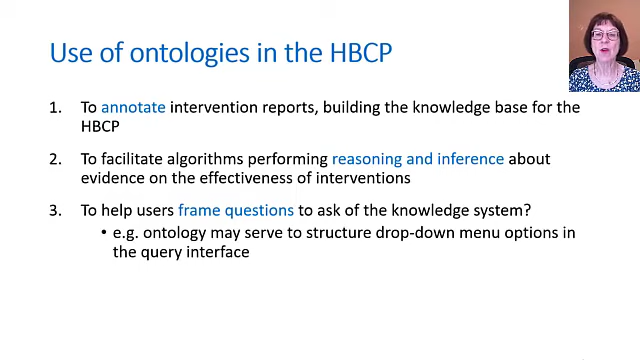 Use of ontologies in the HBCP
1. To annotate intervention reports, building the knowledge base for the
HBCP
2. To facilitate algorithms performing reasoning and inference about
evidence on the effectiveness of interventions
3. To help users frame questions to ask of the knowledge system?
• e.g. ontology may serve to structure drop-down menu options in
the query interface